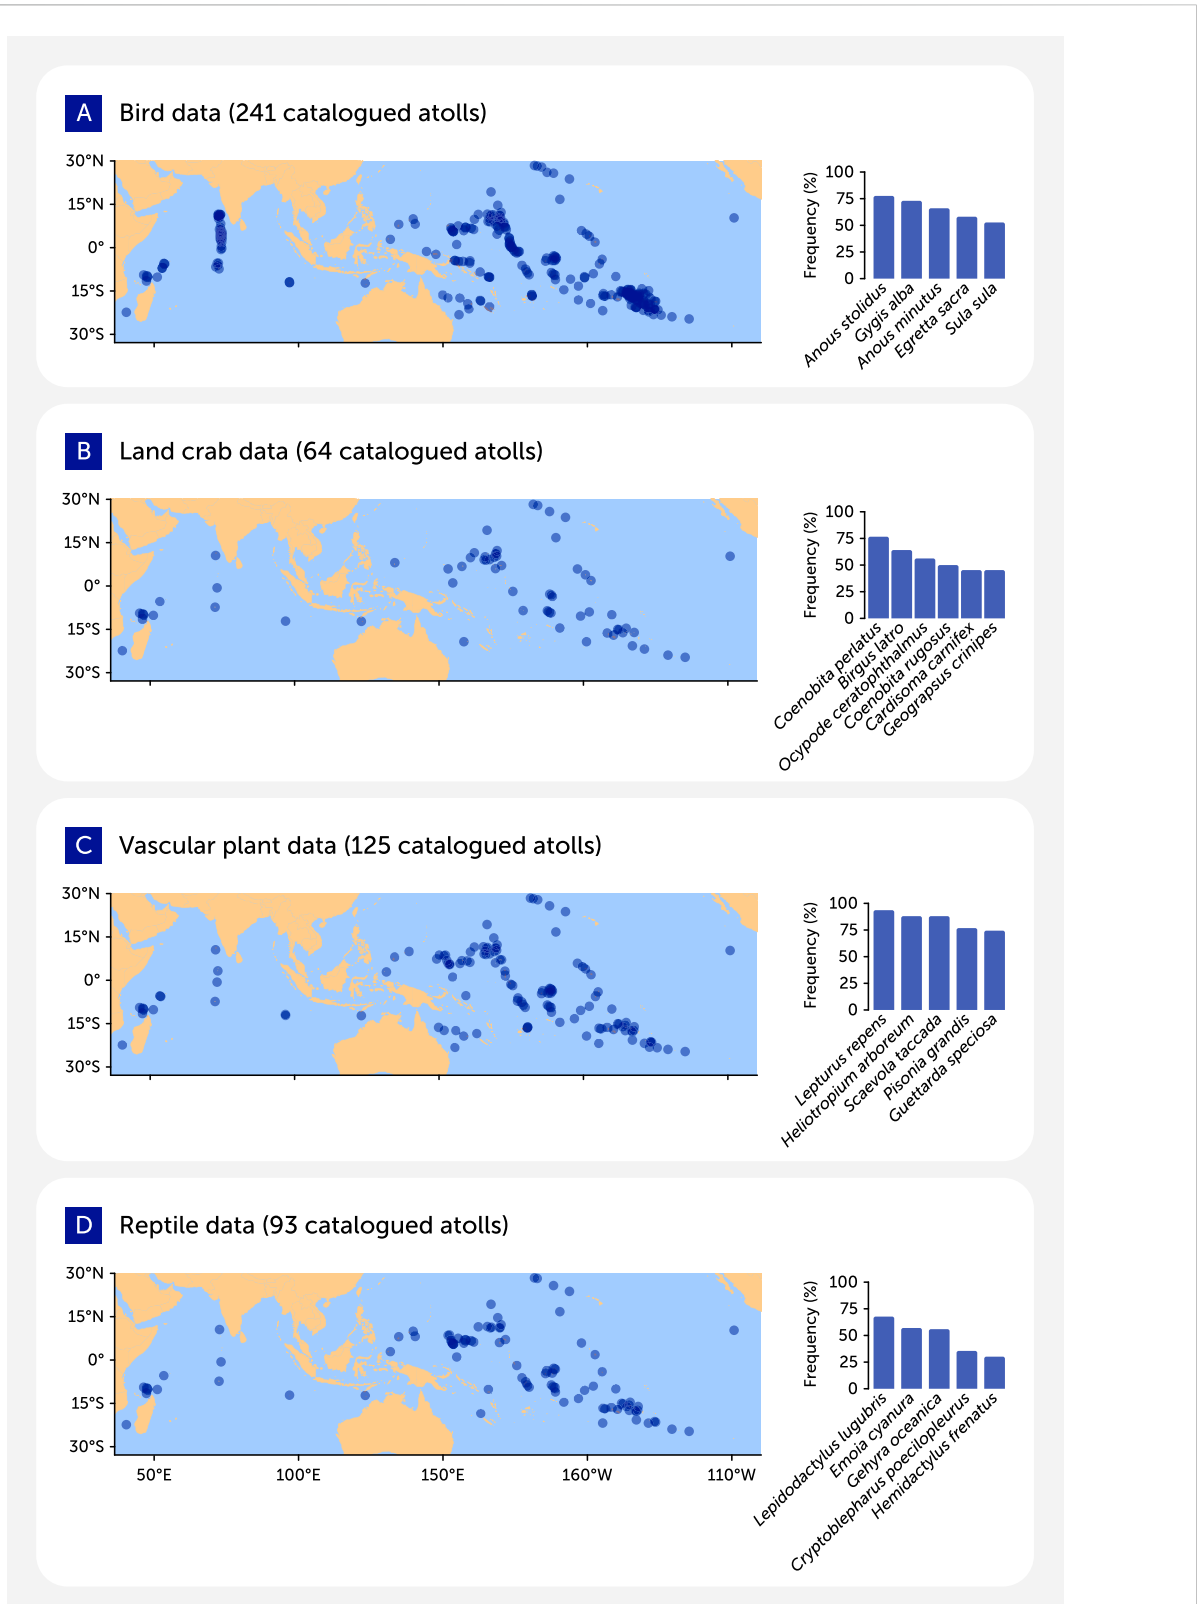 A Bird data (241 catalogued atolls)
30°N
15°N
0°
15°S
30°S
Frequency (%)
100
75
50
25
0
Anous stolidus
Gygis alba
Anous minutus
Egretta sacra
Sula sula
B Land crab data (64 catalogued atolls)
30°N
15°N
0°
15°S
30°S
Frequency (%)
100
75
50
25
0
Coenobita perlatus
Birgus latro
Ocypode ceratophthalmus
Coenobita rugosus
Cardisoma carnifex
Geograpsus crinipes
C Vascular plant data (125 catalogued atolls)
30°N
15°N
0°
15°S
30°S
Frequency (%)
100
75
50
25
0
Lepturus repens
Heliotropium arboreum
Scaevola taccada
Pisonia grandis
Guettarda speciosa
D Reptile data (93 catalogued atolls)
30°N
15°N
0°
15°S
30°S
50°E 100°E 150°E 160°W 110°W
Frequency (%)
100
75
50
25
0
Lepidodactylus lugubris
Emoia cyanura
Gehyra oceanica
Cryptoblepharus poecilopleurus
Hemidactylus frenatus